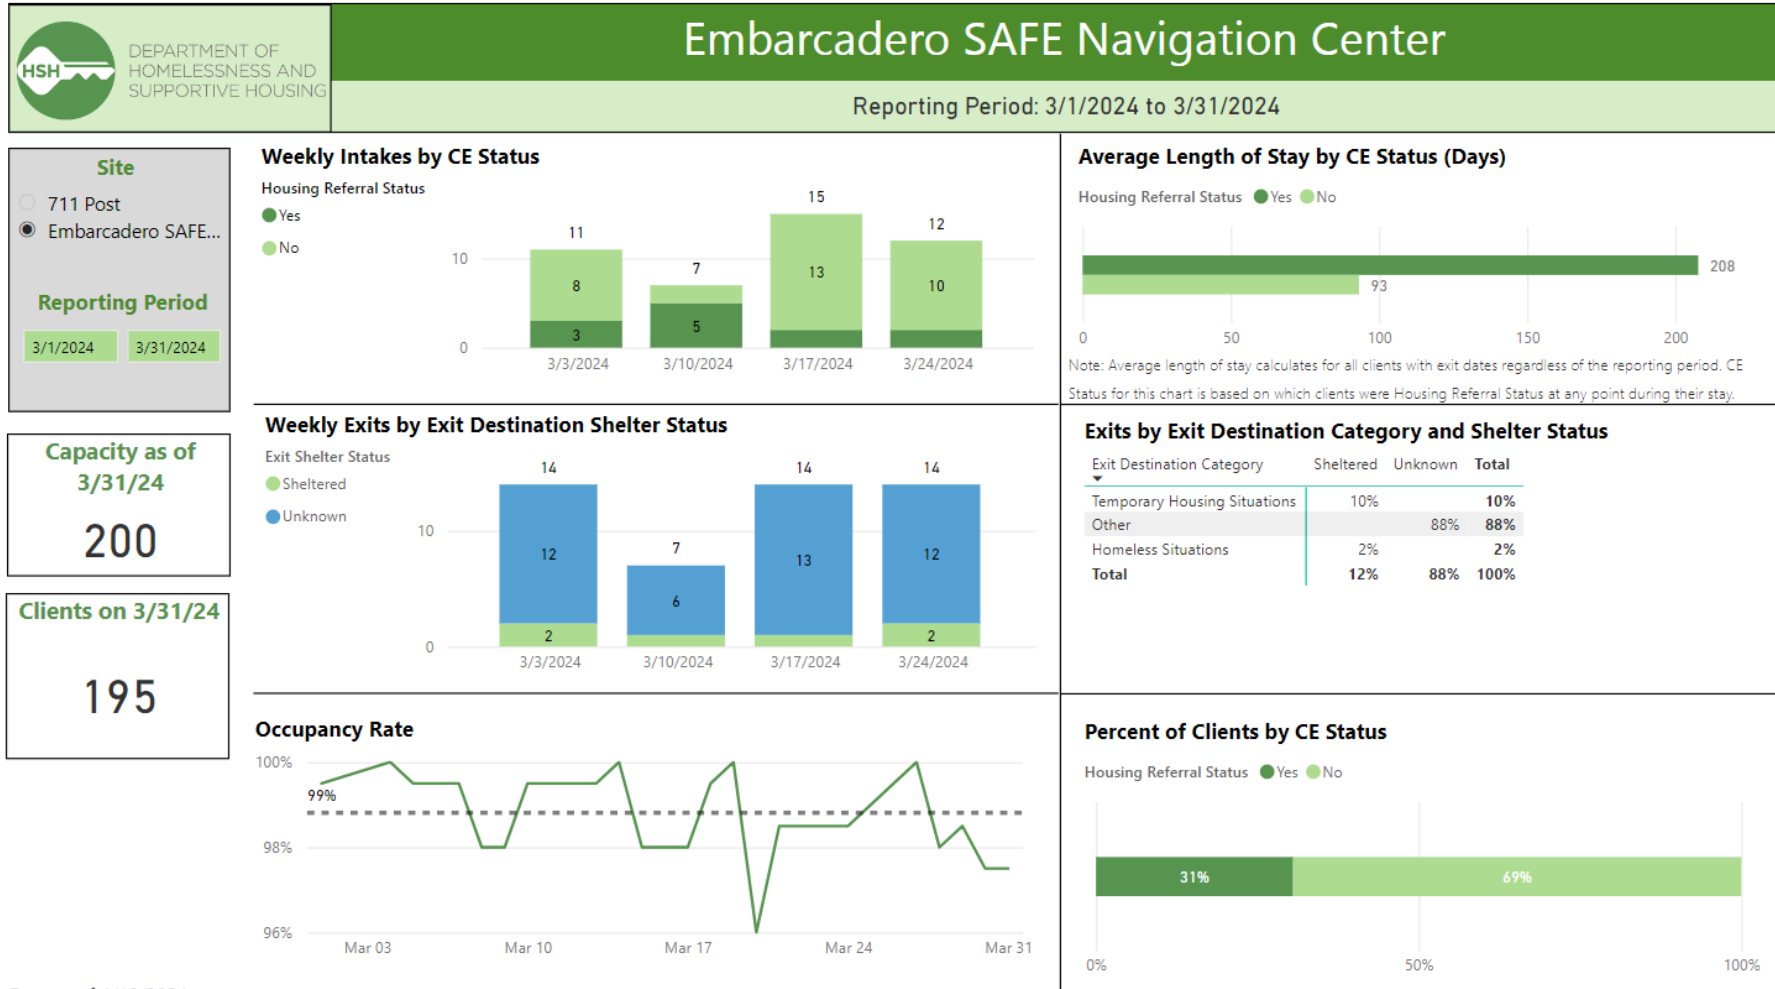 HSH
DEPARTMENT OF
HOMELESSNESS AND
SUPPORTIVE HOUSING
Embarcadero SAFE Navigation Center
Reporting Period: 3/1/2024 to 3/31/2024
Site
711 Post
Embarcadero SAFE...
Reporting Period
3/1/2024 3/31/2024
Capacity as of
3/31/24
200
Clients on 3/31/24
195
Weekly Intakes by CE Status
Housing Referral Status
Yes
No
10
0
11
8
3
7
5
15
13
12
10
3/3/2024 3/10/2024 3/17/2024 3/24/2024
Average Length of Stay by CE Status (Days)
Housing Referral Status Yes No
208
93
0 50 100 150 200
Note: Average length of stay calculates for all clients with exit dates regardless of the reporting period. CE
Status for this chart is based on which clients were Housing Referral Status at any point during their stay.
Weekly Exits by Exit Destination Shelter Status
Exit Shelter Status
Sheltered
Unknown
10
0
14
12
2
7
6
14
13
14
12
2
3/3/2024 3/10/2024 3/17/2024 3/24/2024
Exits by Exit Destination Category and Shelter Status
Exit Destination Category Sheltered Unknown Total
Temporary Housing Situations 10% 10%
Other 88% 88%
Homeless Situations 2% 2%
Total 12% 88% 100%
Occupancy Rate
100%
99%
98%
96%
Mar 03 Mar 10 Mar 17 Mar 24 Mar 31
Percent of Clients by CE Status
Housing Referral Status Yes No
31% 69%
0% 50% 100%